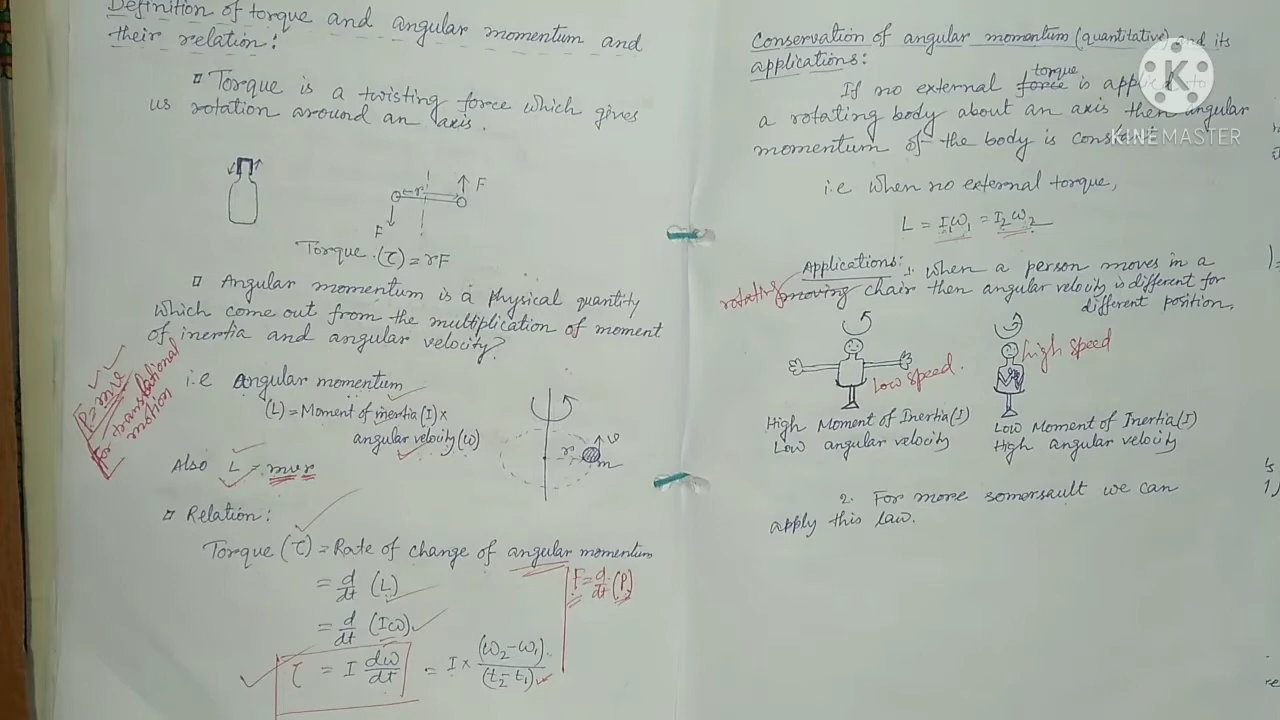 Definition of torque and angular momentum and
their relation:
Torque is a twisting force which gives
us rotation around an axis.
r
F
F
Torque (τ) = rF
Angular momentum is a physical quantity
which come out from the multiplication of moment
of inertia and angular velocity?
i.e angular momentum
(L) = Moment of inertia (I) ×
angular velocity (ω)
Also L = mvr
P = mv
For translational
motion
r
v
m
Relation:
Torque (τ) = Rate of change of angular momentum
= d/dt (L)
= d/dt (Iω)
τ = I dω/dt = I × (ω₂-ω₁)/(t₂-t₁)
F = d/dt (P)
Conservation of angular momentum (quantitative) and its
applications:
If no external force torque is applied to
a rotating body about an axis then angular
momentum of the body is constant
i.e when no external torque,
L = I₁ω₁ = I₂ω₂
Applications: 1. when a person moves in a
rotating moving chair then angular velocity is different for
different position.
Low speed.
high speed
High Moment of Inertia (I)
Low angular velocity
Low Moment of Inertia (I)
High angular velocity
2. For more somersault we can
apply this law.
K
KINEMASTER